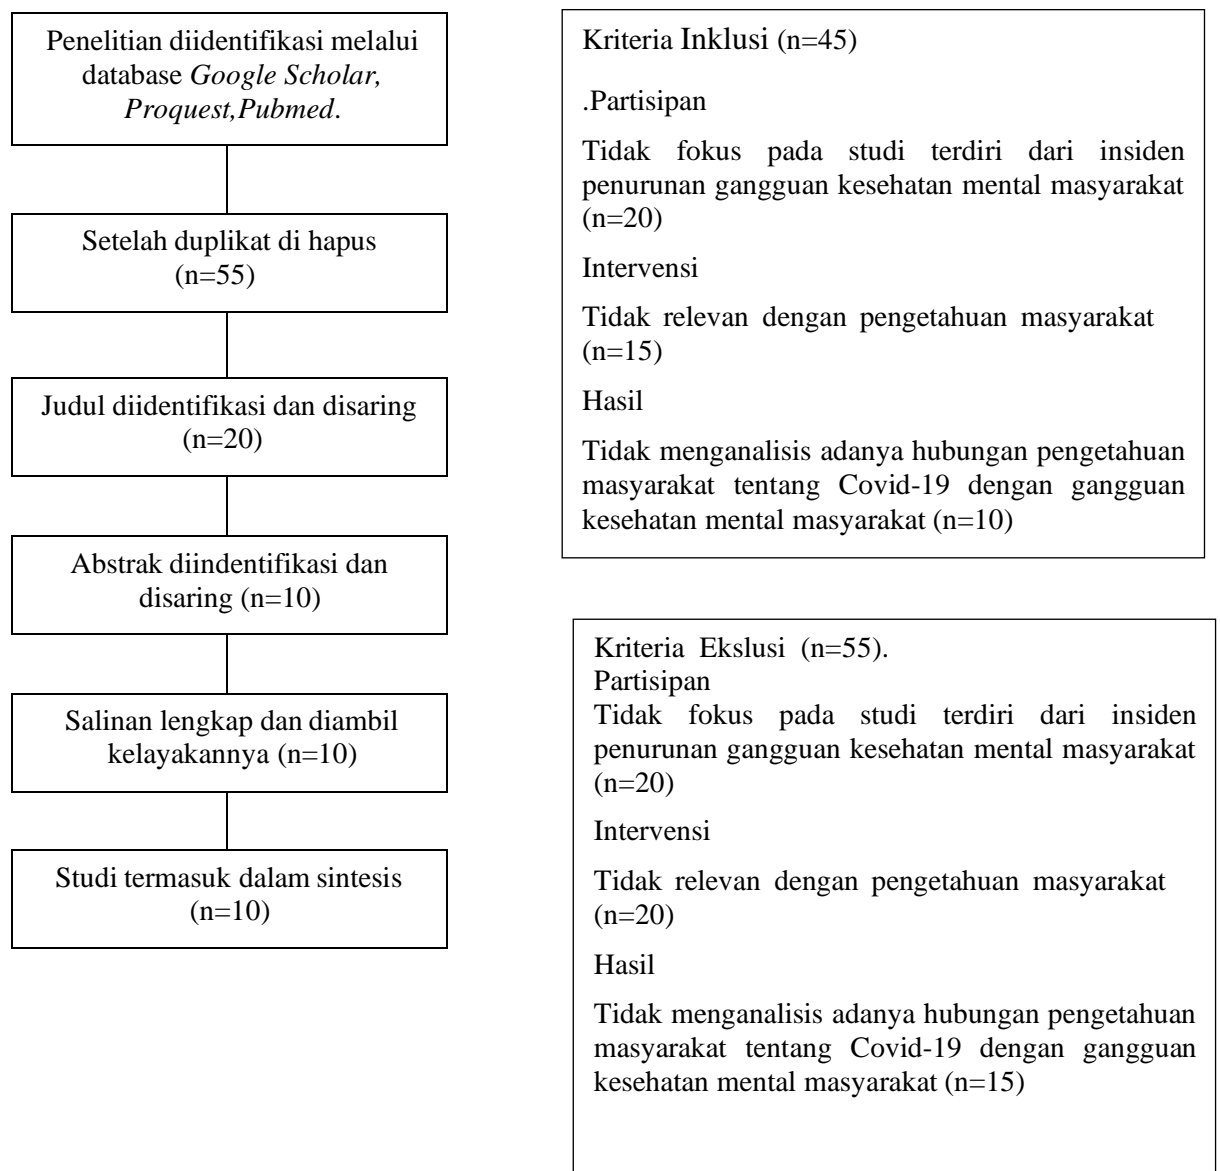 Penelitian diidentifikasi melalui
database Google Scholar,
Proquest,Pubmed.
Setelah duplikat di hapus
(n=55)
Judul diidentifikasi dan disaring
(n=20)
Abstrak diindentifikasi dan
disaring (n=10)
Salinan lengkap dan diambil
kelayakannya (n=10)
Studi termasuk dalam sintesis
(n=10)
Kriteria Inklusi (n=45)
.Partisipan
Tidak fokus pada studi terdiri dari insiden
penurunan gangguan kesehatan mental masyarakat
(n=20)
Intervensi
Tidak relevan dengan pengetahuan masyarakat
(n=15)
Hasil
Tidak menganalisis adanya hubungan pengetahuan
masyarakat tentang Covid-19 dengan gangguan
kesehatan mental masyarakat (n=10)
Kriteria Ekslusi (n=55).
Partisipan
Tidak fokus pada studi terdiri dari insiden
penurunan gangguan kesehatan mental masyarakat
(n=20)
Intervensi
Tidak relevan dengan pengetahuan masyarakat
(n=20)
Hasil
Tidak menganalisis adanya hubungan pengetahuan
masyarakat tentang Covid-19 dengan gangguan
kesehatan mental masyarakat (n=15)